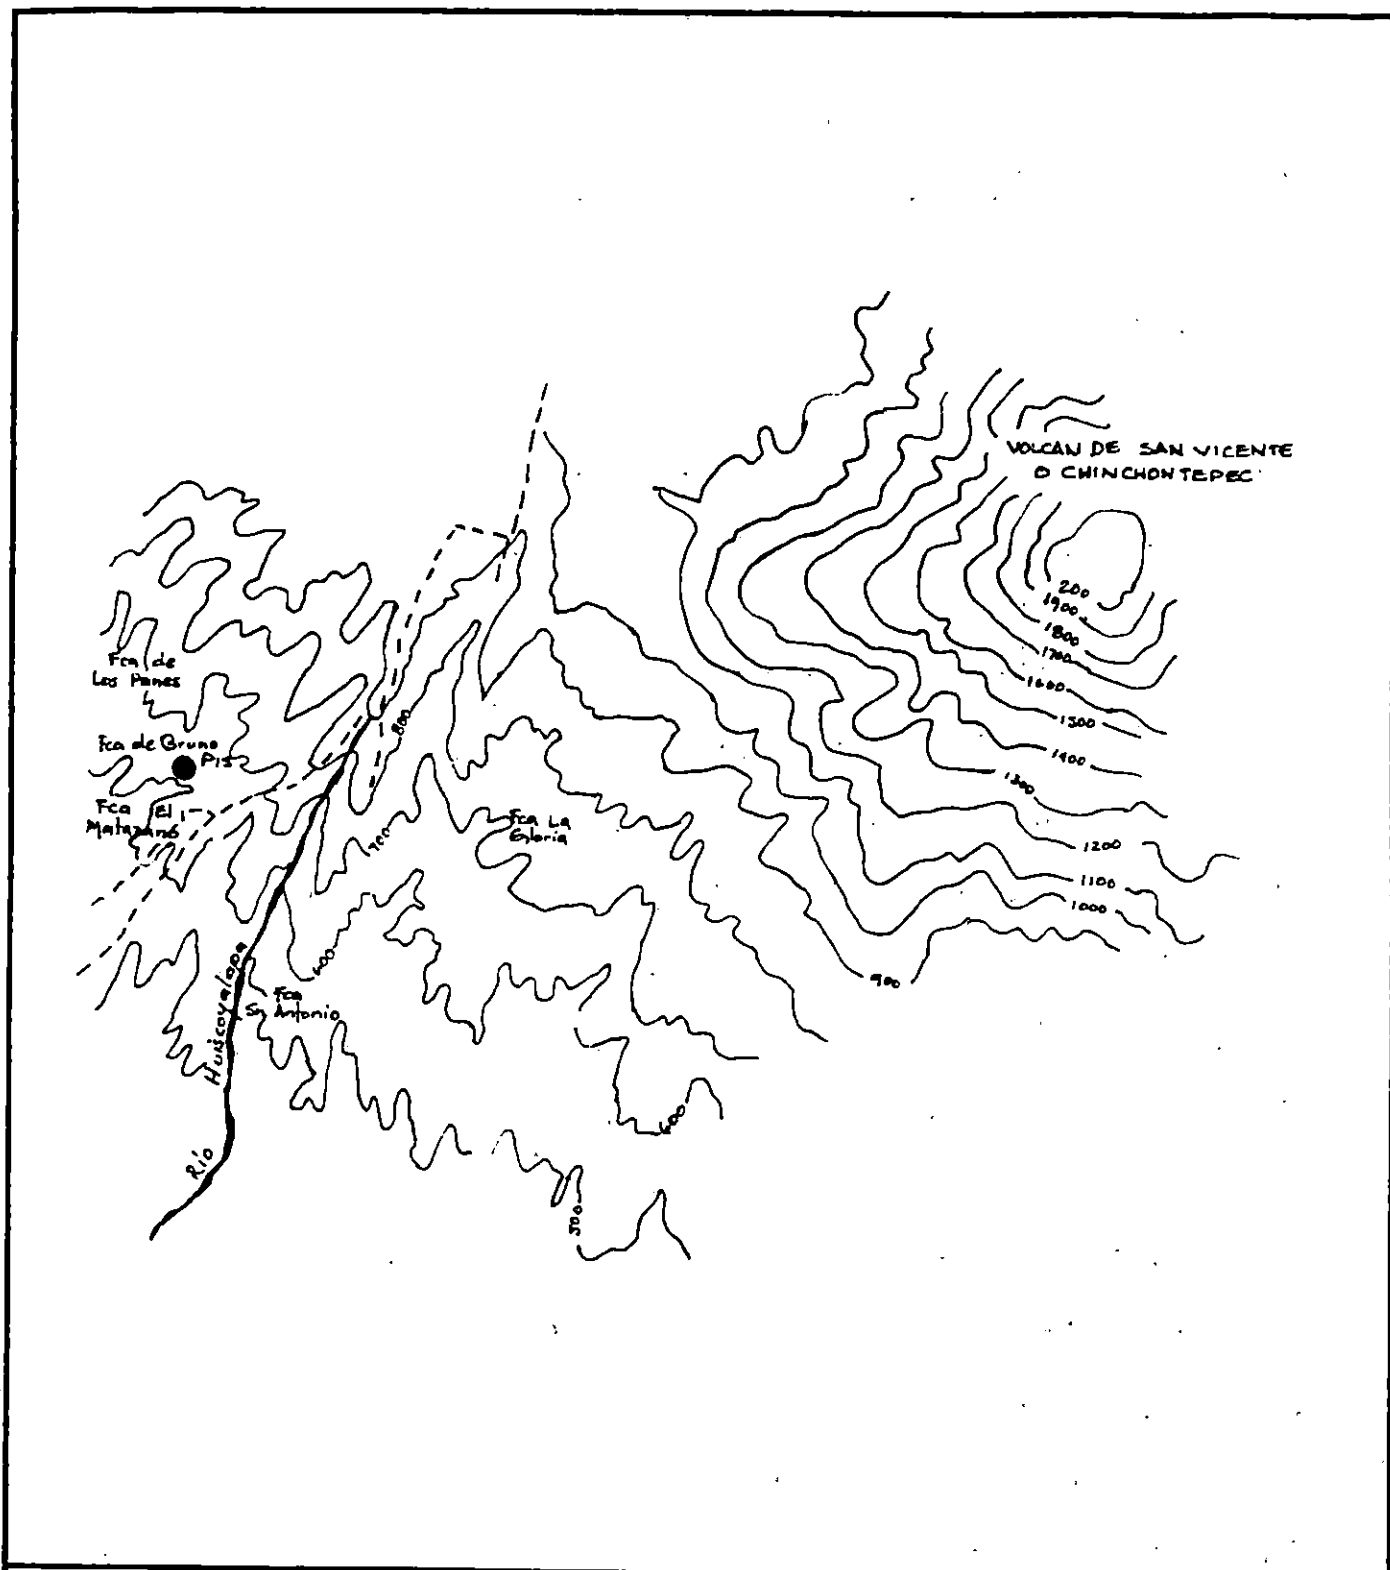 VOLCAN DE SAN VICENTE
O CHINCHONTEPEC
200
1900
1800
1700
1600
1500
1400
1300
1200
1100
1000
900
Fca de
Los Panes
Fca de Bruno
P15
Fca El
Matazano
800
700
Fca La
Gloria
600
Fca
Sn Antonio
Río Huiscoyalapa
600
500